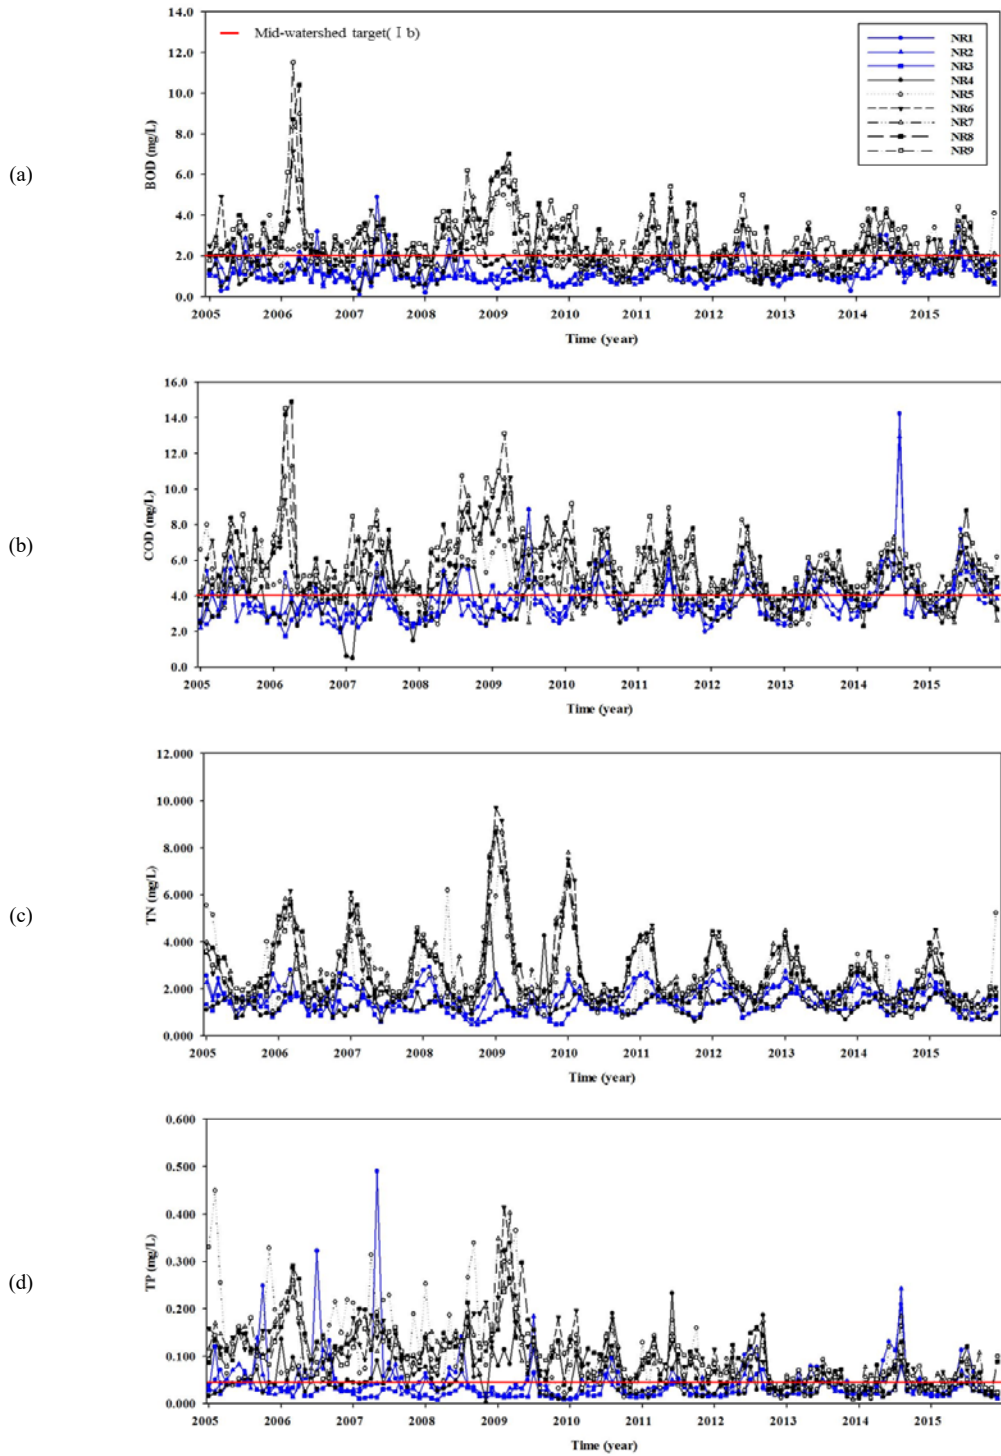 (a)
14.0
12.0
10.0
8.0
6.0
4.0
2.0
0.0
BOD (mg/L)
Mid-watershed target( Ⅰ b)
NR1
NR2
NR3
NR4
NR5
NR6
NR7
NR8
NR9
2005 2006 2007 2008 2009 2010 2011 2012 2013 2014 2015
Time (year)
(b)
16.0
14.0
12.0
10.0
8.0
6.0
4.0
2.0
0.0
COD (mg/L)
2005 2006 2007 2008 2009 2010 2011 2012 2013 2014 2015
Time (year)
(c)
12.000
10.000
8.000
6.000
4.000
2.000
0.000
TN (mg/L)
2005 2006 2007 2008 2009 2010 2011 2012 2013 2014 2015
Time (year)
(d)
0.600
0.500
0.400
0.300
0.200
0.100
0.000
TP (mg/L)
2005 2006 2007 2008 2009 2010 2011 2012 2013 2014 2015
Time (year)